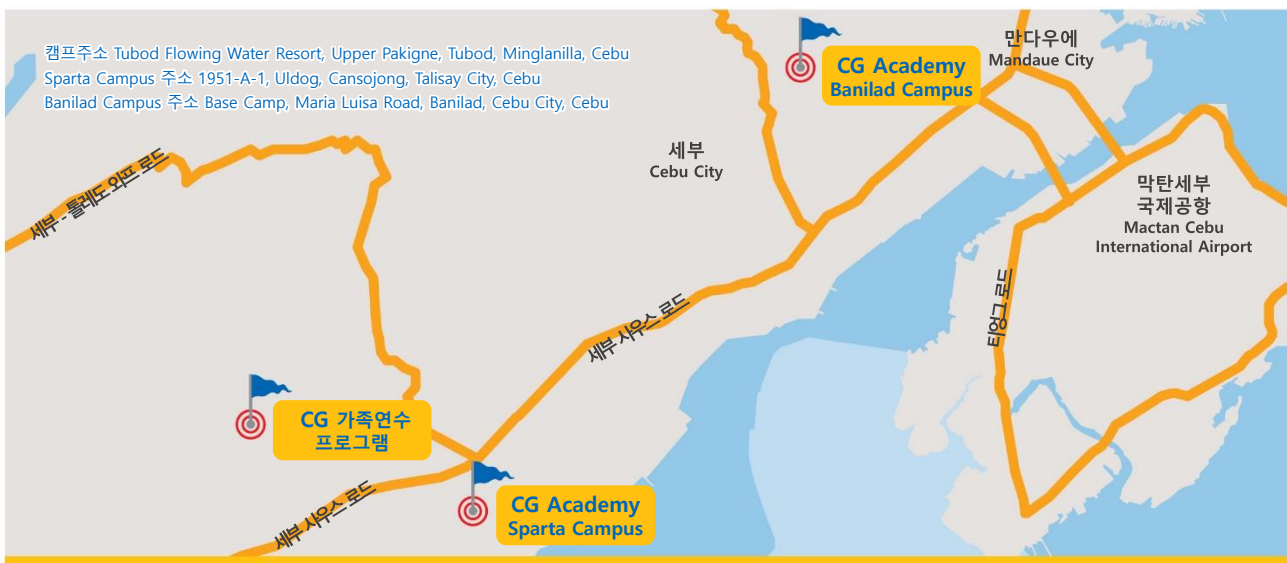 캠프주소 Tubod Flowing Water Resort, Upper Pakigne, Tubod, Minglanilla, Cebu
Sparta Campus 주소 1951-A-1, Uldog, Cansojong, Talisay City, Cebu
Banilad Campus 주소 Base Camp, Maria Luisa Road, Banilad, Cebu City, Cebu
만다우에
Mandaue City
CG Academy
Banilad Campus
세부
Cebu City
막탄세부
국제공항
Mactan Cebu
International Airport
세부 - 톨레도 와프 로드
티엉그 로드
세부 사우스 로드
CG 가족연수
프로그램
CG Academy
Sparta Campus
세부 사우스 로드